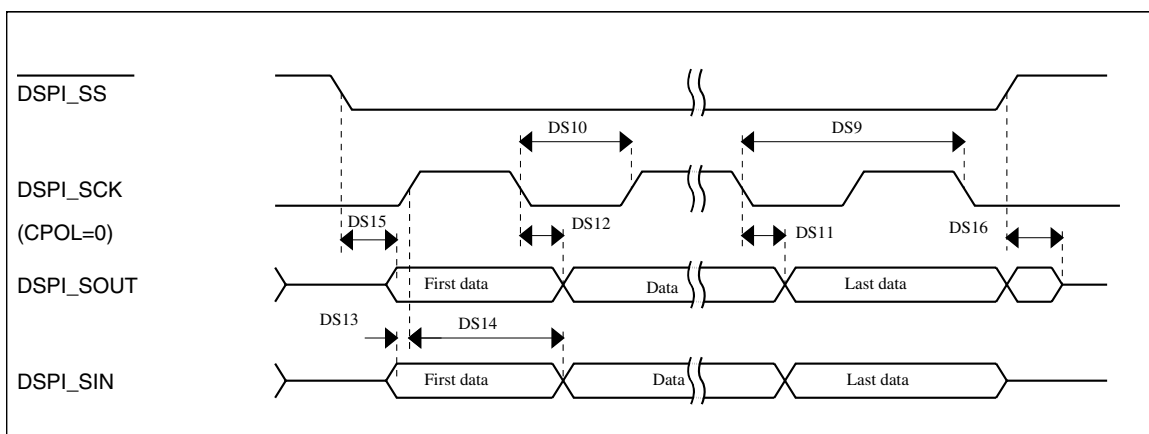 DSPI_SS
DS10
DS9
DSPI_SCK
(CPOL=0)
DS15
DS12
DS11
DS16
DSPI_SOUT
First data
Data
Last data
DS13
DS14
DSPI_SIN
First data
Data
Last data